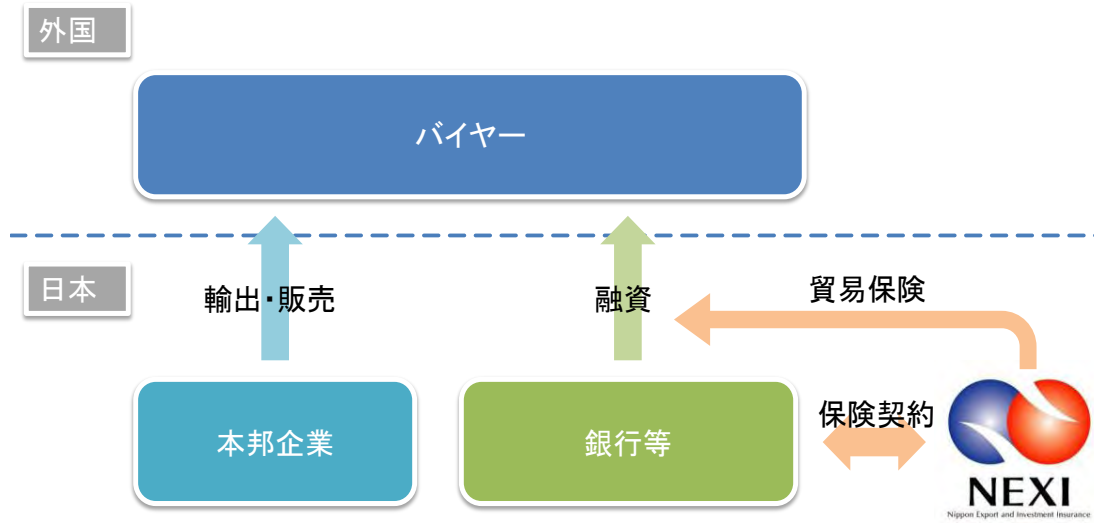 外国
バイヤー
日本
輸出・販売
融資
貿易保険
本邦企業
銀行等
保険契約
NEXI
Nippon Export and Investment Insurance